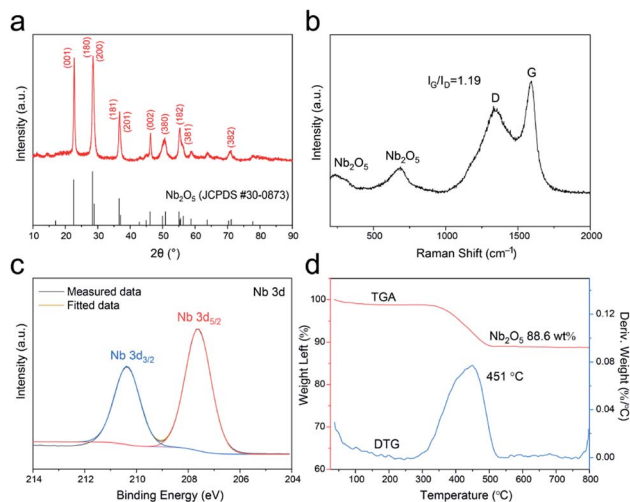 a
Intensity (a.u.)
(001)
(180)
(200)
(181)
(201)
(002)
(380)
(182)
(381)
(382)
Nb₂O₅ (JCPDS #30-0873)
10 20 30 40 50 60 70 80 90
2θ (°)
b
Intensity (a.u.)
I_G/I_D=1.19
G
D
Nb₂O₅
Nb₂O₅
500 1000 1500 2000
Raman Shift (cm⁻¹)
c
Intensity (a.u.)
Measured data
Fitted data
Nb 3d
Nb 3d₅/₂
Nb 3d₃/₂
214 212 210 208 206 204
Binding Energy (eV)
d
Weight Left (%)
100
90
80
70
60
TGA
Nb₂O₅ 88.6 wt%
451 °C
DTG
0.12
0.08
0.04
0.00
Deriv. Weight (%/°C)
100 200 300 400 500 600 700 800
Temperature (°C)